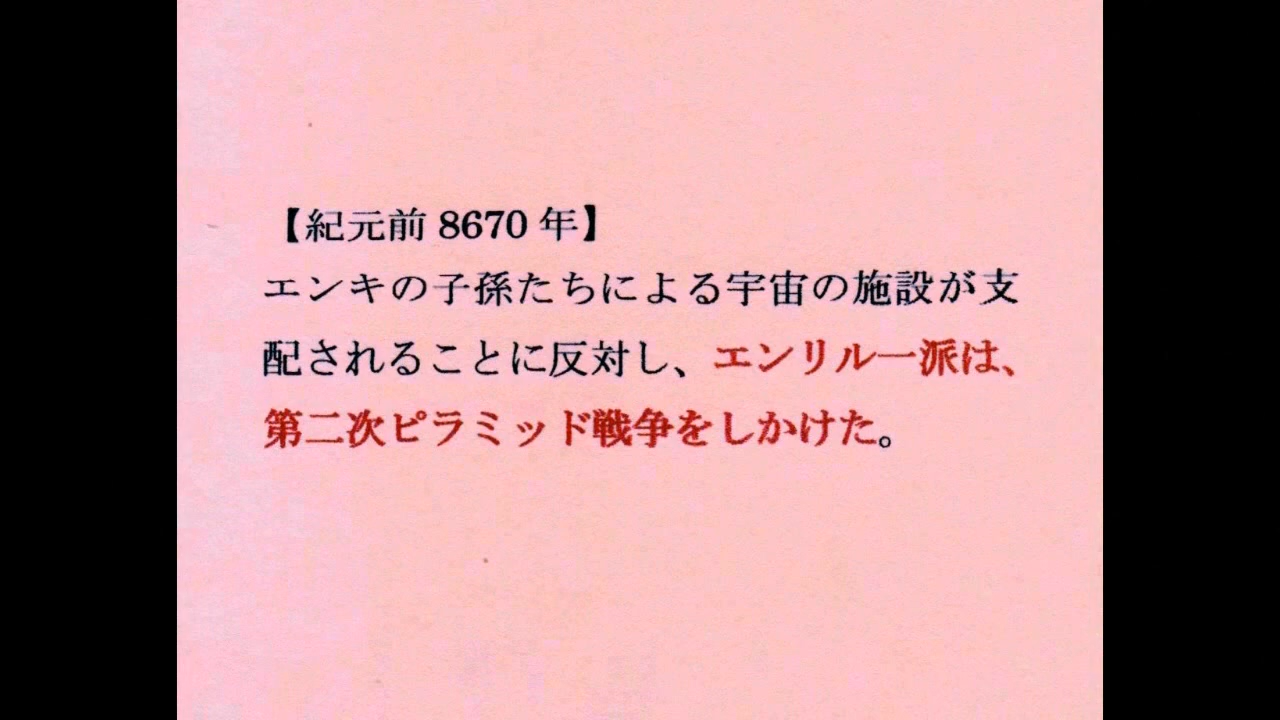 【紀元前 8670 年】
エンキの子孫たちによる宇宙の施設が支
配されることに反対し、エンリル一派は、
第二次ピラミッド戦争をしかけた。